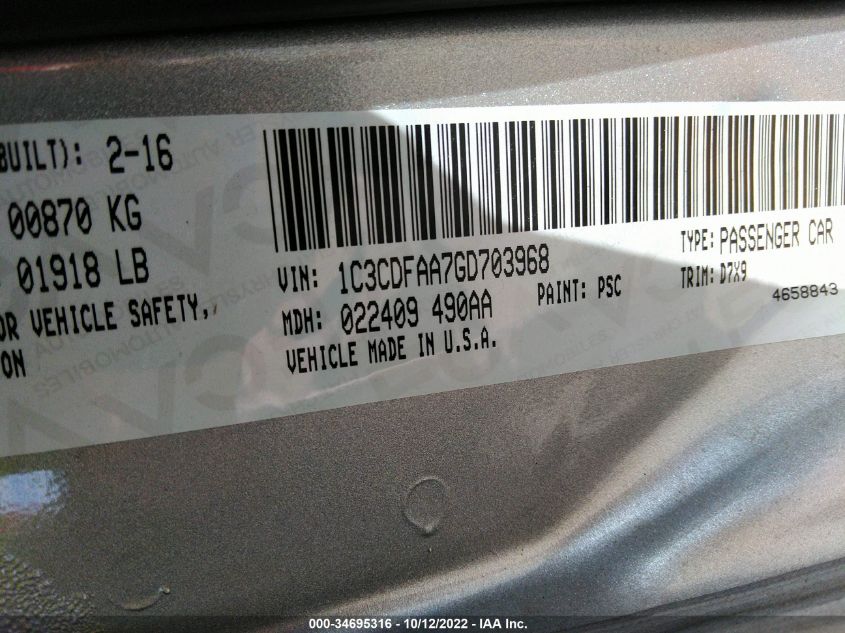 BUILT): 2-16
00870 KG
01918 LB
OR VEHICLE SAFETY,
ON
VIN: 1C3CDFAA7GD703968
TYPE: PASSENGER CAR
MDH: 022409 490AA
PAINT: PSC
TRIM: D7X9
VEHICLE MADE IN U.S.A.
4658843
000-34695316 - 10/12/2022 - IAA Inc.